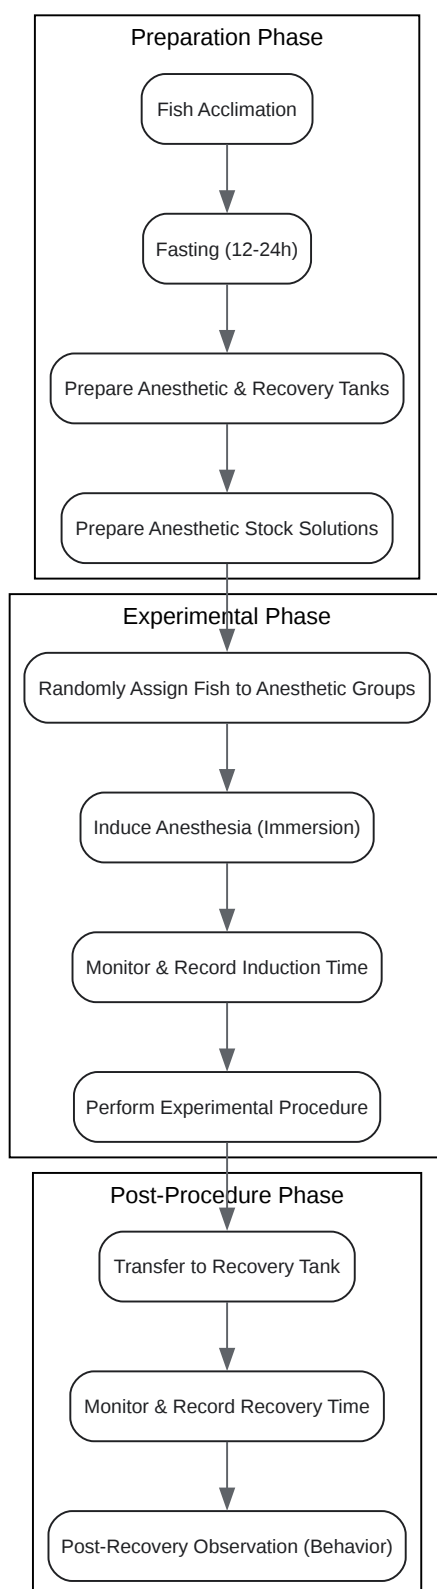 Preparation Phase
Fish Acclimation
Fasting (12-24h)
Prepare Anesthetic & Recovery Tanks
Prepare Anesthetic Stock Solutions
Experimental Phase
Randomly Assign Fish to Anesthetic Groups
Induce Anesthesia (Immersion)
Monitor & Record Induction Time
Perform Experimental Procedure
Post-Procedure Phase
Transfer to Recovery Tank
Monitor & Record Recovery Time
Post-Recovery Observation (Behavior)